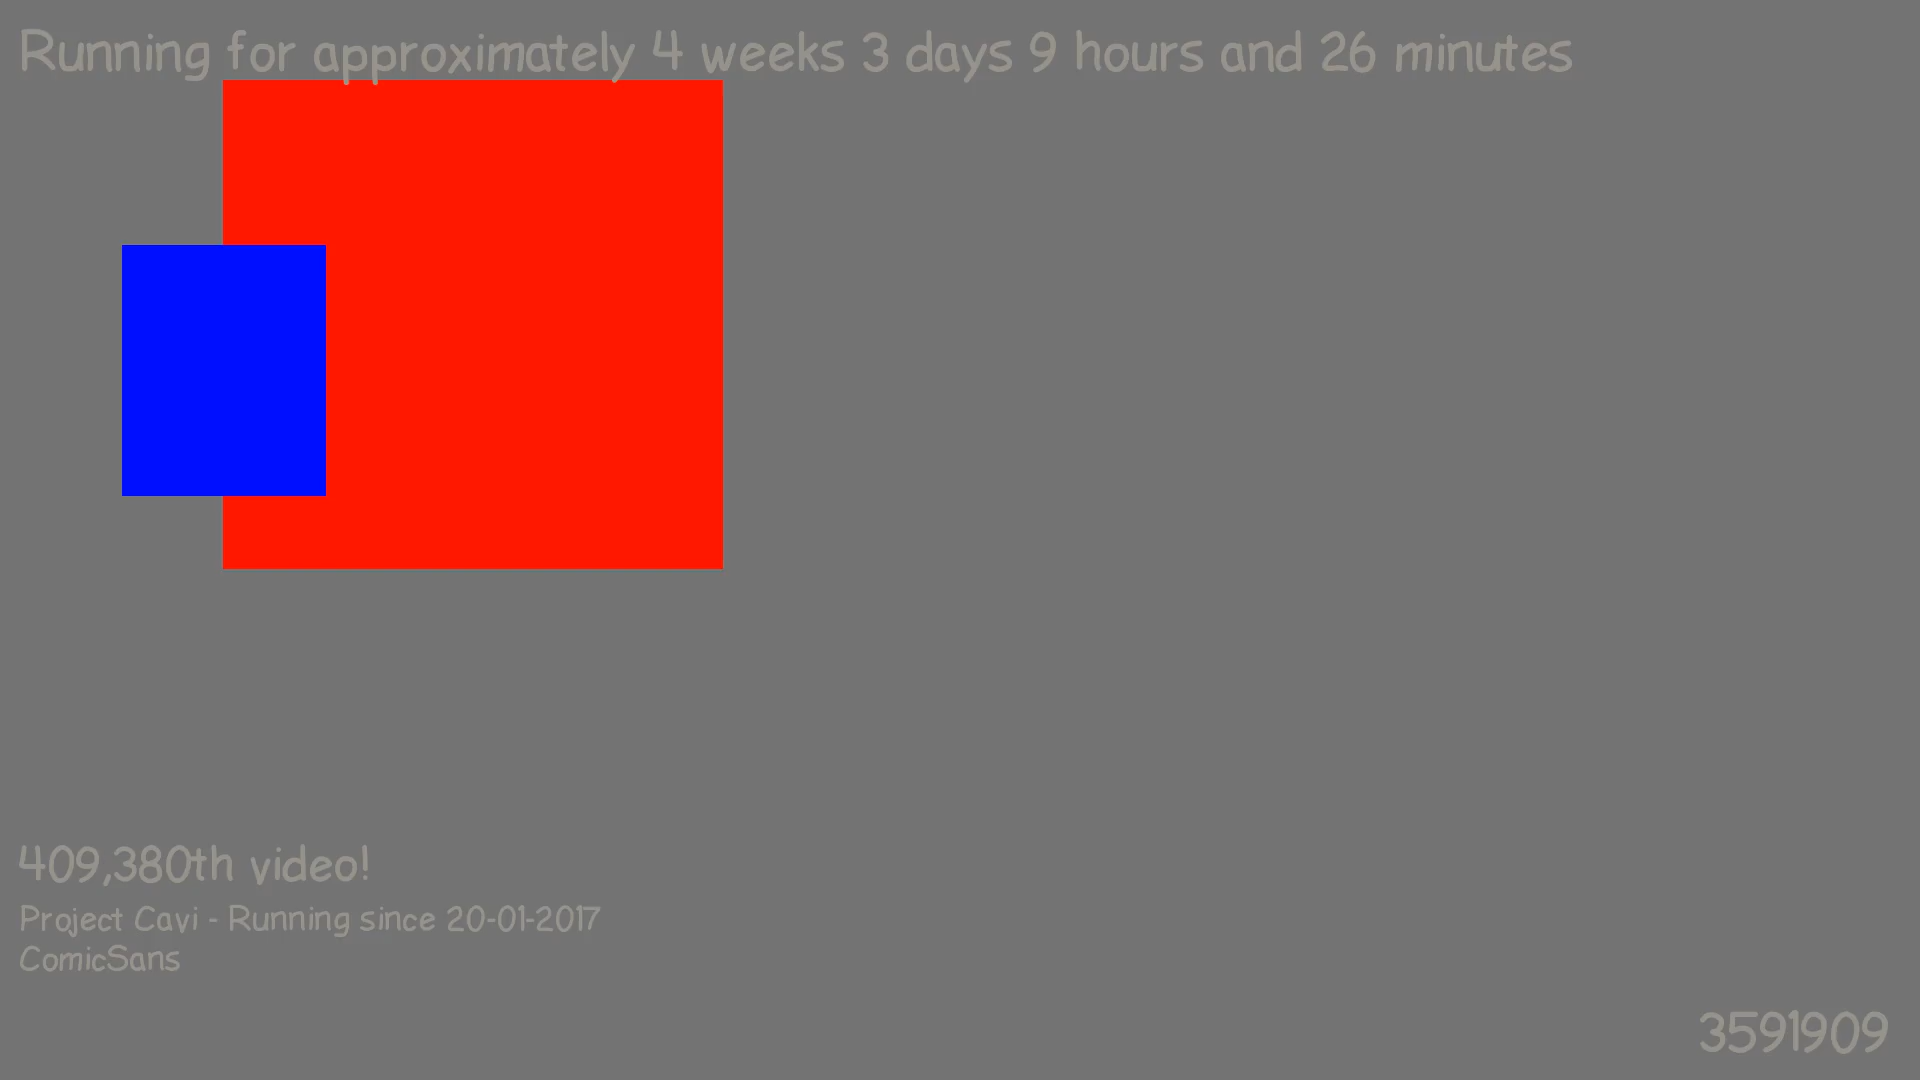 Running for approximately 4 weeks 3 days 9 hours and 26 minutes
409,380th video!
Project Cavi - Running since 20-01-2017
ComicSans
3591909